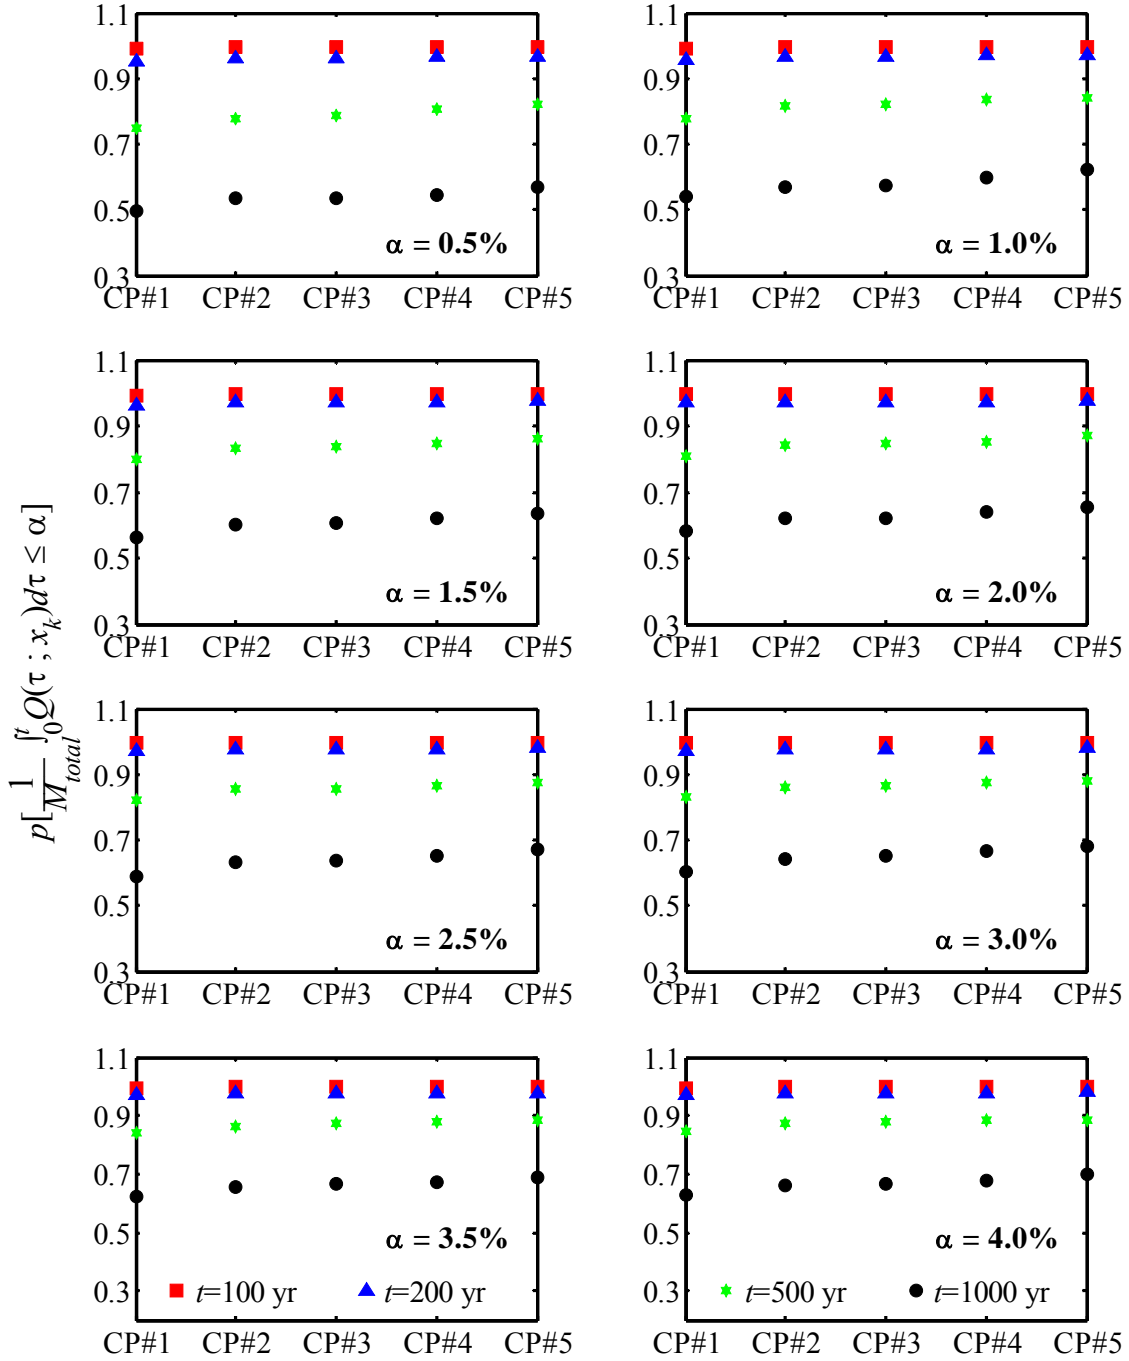 p[1/M_total ∫_0^t Q(τ ; x_k)dτ ≤ α]
1.1
0.9
0.7
0.5
0.3
α = 0.5%
CP#1 CP#2 CP#3 CP#4 CP#5
1.1
0.9
0.7
0.5
0.3
α = 1.0%
CP#1 CP#2 CP#3 CP#4 CP#5
1.1
0.9
0.7
0.5
0.3
α = 1.5%
CP#1 CP#2 CP#3 CP#4 CP#5
1.1
0.9
0.7
0.5
0.3
α = 2.0%
CP#1 CP#2 CP#3 CP#4 CP#5
1.1
0.9
0.7
0.5
0.3
α = 2.5%
CP#1 CP#2 CP#3 CP#4 CP#5
1.1
0.9
0.7
0.5
0.3
α = 3.0%
CP#1 CP#2 CP#3 CP#4 CP#5
1.1
0.9
0.7
0.5
0.3
α = 3.5%
t=100 yr t=200 yr
CP#1 CP#2 CP#3 CP#4 CP#5
1.1
0.9
0.7
0.5
0.3
α = 4.0%
t=500 yr t=1000 yr
CP#1 CP#2 CP#3 CP#4 CP#5